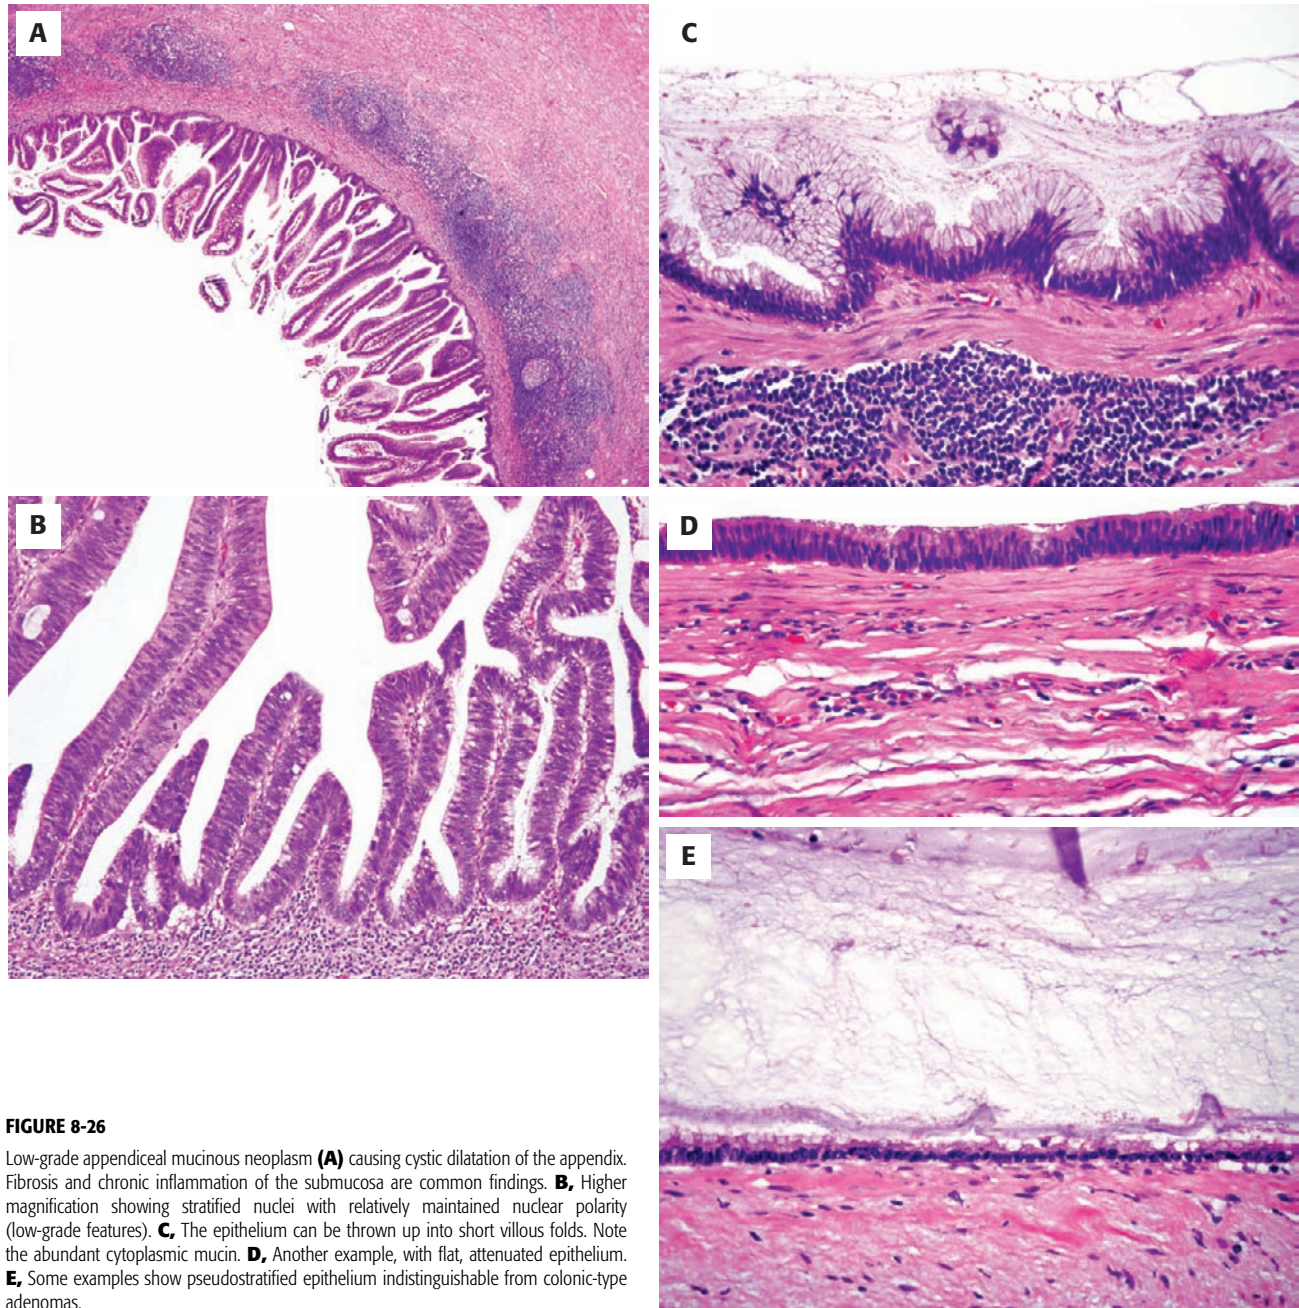 A
C
B
D
E
FIGURE 8-26
Low-grade appendiceal mucinous neoplasm (A) causing cystic dilatation of the appendix.
Fibrosis and chronic inflammation of the submucosa are common findings. B, Higher
magnification showing stratified nuclei with relatively maintained nuclear polarity
(low-grade features). C, The epithelium can be thrown up into short villous folds. Note
the abundant cytoplasmic mucin. D, Another example, with flat, attenuated epithelium.
E, Some examples show pseudostratified epithelium indistinguishable from colonic-type
adenomas.